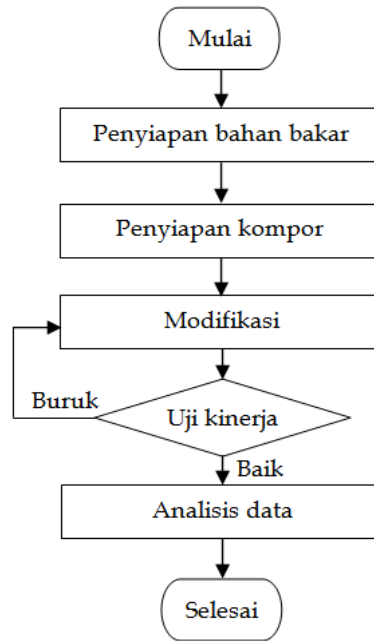 Mulai
Penyiapan bahan bakar
Penyiapan kompor
Modifikasi
Buruk
Uji kinerja
Baik
Analisis data
Selesai